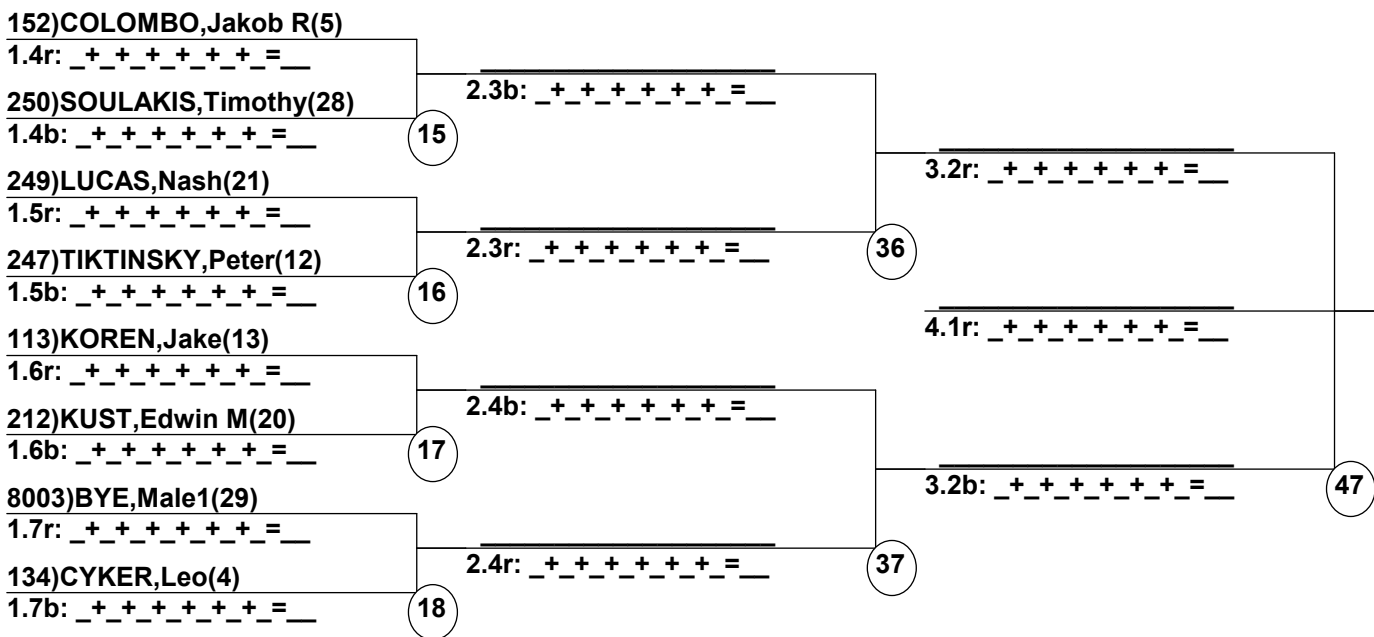 152)COLOMBO,Jakob R(5)
1.4r: _+_+_+_+_+_+_=__
250)SOULAKIS,Timothy(28)
1.4b: _+_+_+_+_+_+_=__
15
249)LUCAS,Nash(21)
1.5r: _+_+_+_+_+_+_=__
247)TIKTINSKY,Peter(12)
1.5b: _+_+_+_+_+_+_=__
16
113)KOREN,Jake(13)
1.6r: _+_+_+_+_+_+_=__
212)KUST,Edwin M(20)
1.6b: _+_+_+_+_+_+_=__
17
8003)BYE,Male1(29)
1.7r: _+_+_+_+_+_+_=__
134)CYKER,Leo(4)
1.7b: _+_+_+_+_+_+_=__
18
2.3b: _+_+_+_+_+_+_=__
2.3r: _+_+_+_+_+_+_=__
36
2.4b: _+_+_+_+_+_+_=__
2.4r: _+_+_+_+_+_+_=__
37
3.2r: _+_+_+_+_+_+_=__
4.1r: _+_+_+_+_+_+_=__
3.2b: _+_+_+_+_+_+_=__
47